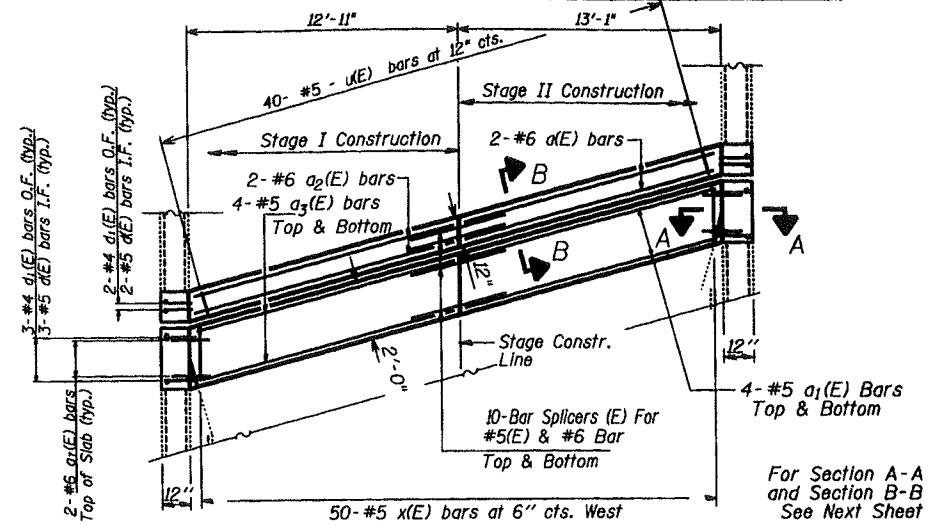 12'-11"
13'-1"
40- #5 - u(E) bars at 12" cts.
Stage II Construction
Stage I Construction
2-#6 a(E) bars
2-#6 a2(E) bars
4-#5 a3(E) bars
Top & Bottom
B
B
A
A
3-#4 d1(E) bars O.F. (typ.)
3-#5 d(E) bars I.F. (typ.)
2-#4 d1(E) bars O.F. (typ.)
2-#5 d(E) bars I.F. (typ.)
12"
2'-0"
Stage Constr.
Line
12"
4-#5 a1(E) Bars
Top & Bottom
10-Bar Splicers (E) For
#5(E) & #6 Bar
Top & Bottom
2-#6 a7(E) bars
Top of Slab (typ.)
12"
50-#5 x(E) bars at 6" cts. West
For Section A-A
and Section B-B
See Next Sheet